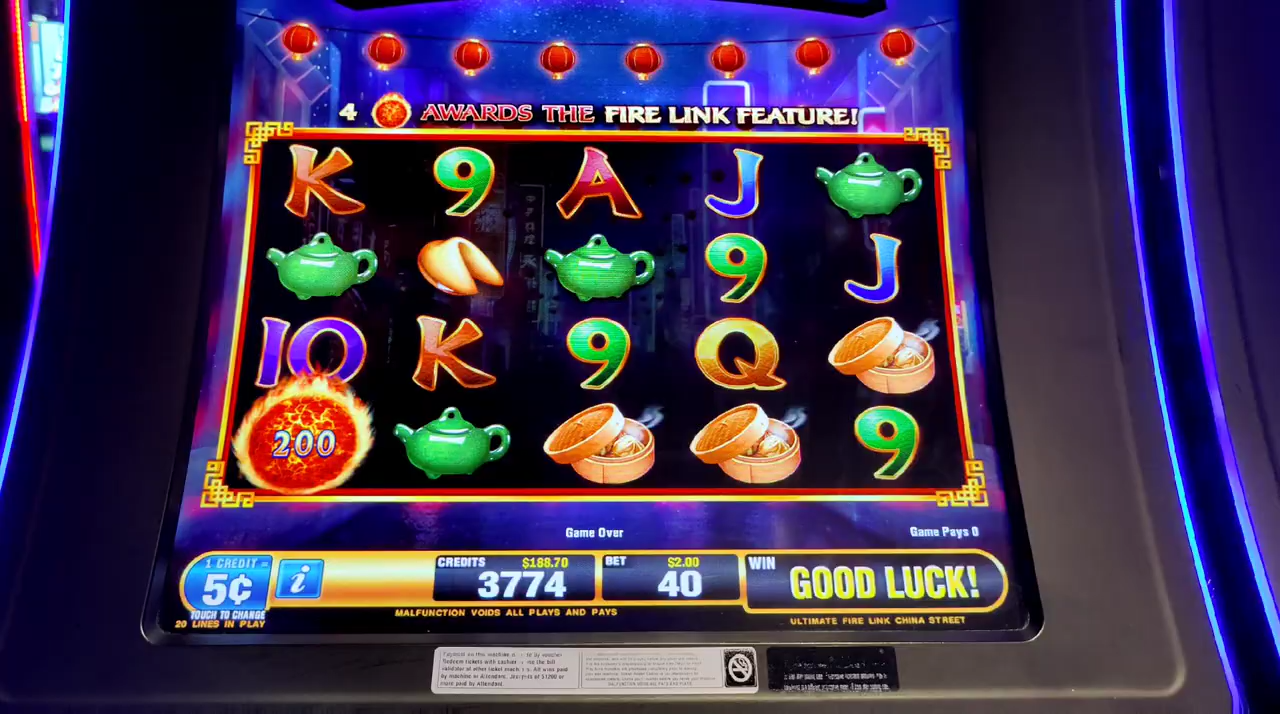 4 AWARDS THE FIRE LINK FEATURE!
K 9 A J
9 J
10 K 9 Q
200 9
Game Over
Game Pays 0
1 CREDIT =
5¢
TOUCH TO CHANGE
20 LINES IN PLAY
i
CREDITS $188.70
3774
BET $2.00
40
WIN
GOOD LUCK!
MALFUNCTION VOIDS ALL PLAYS AND PAYS
ULTIMATE FIRE LINK CHINA STREET